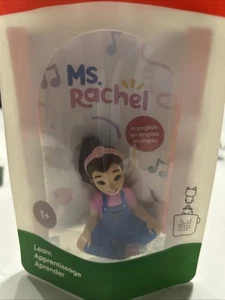 Ms.
Rachel
in english
en anglais
en inglés
1+
Learn
Apprentissage
Aprender